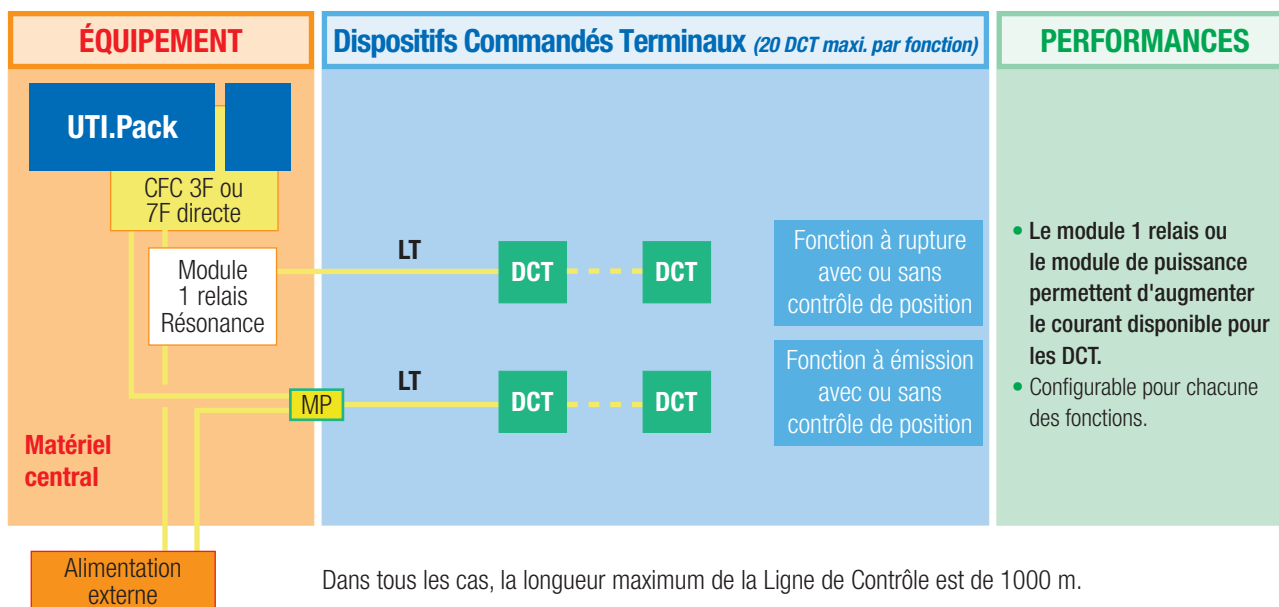 ÉQUIPEMENT
Dispositifs Commandés Terminaux (20 DCT maxi. par fonction)
PERFORMANCES
UTI.Pack
CFC 3F ou
7F directe
Module
1 relais
Résonance
LT
DCT
DCT
Fonction à rupture
avec ou sans
contrôle de position
MP
LT
DCT
DCT
Fonction à émission
avec ou sans
contrôle de position
Matériel
central
• Le module 1 relais ou
le module de puissance
permettent d'augmenter
le courant disponible pour
les DCT.
• Configurable pour chacune
des fonctions.
Alimentation
externe
Dans tous les cas, la longueur maximum de la Ligne de Contrôle est de 1000 m.